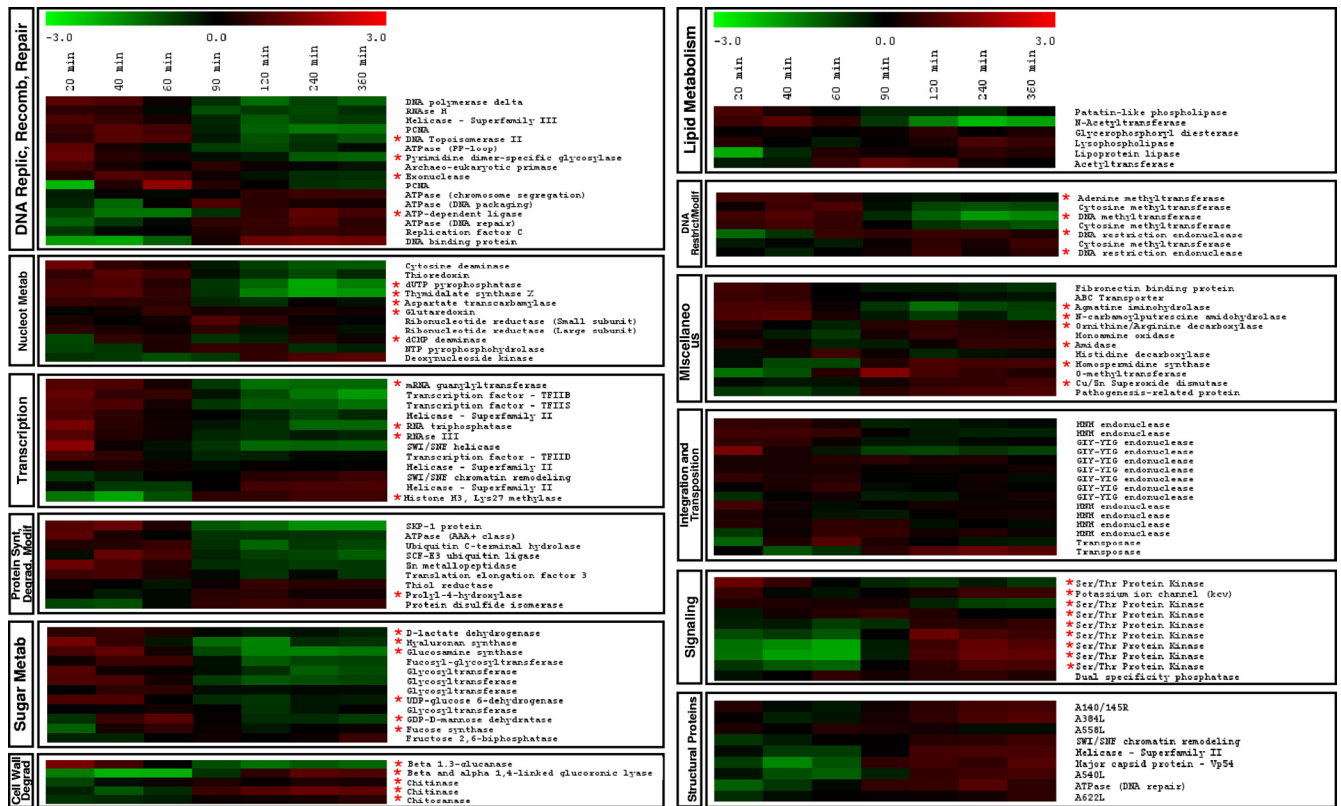 DNA Replic, Recomb, Repair
-3.0 0.0 3.0
20 min 40 min 60 min 90 min 120 min 240 min 360 min
DNA polymerase delta
RNAse H
Helicase - Superfamily III
PCNA
* DNA Topoisomerase II
ATPase (PP-loop)
* Pyrimidine dimer-specific glycosylase
Archaeo-eukaryotic primase
* Exonuclease
PCNA
ATPase (chromosome segregation)
ATPase (DNA packaging)
* ATP-dependent ligase
ATPase (DNA repair)
Replication factor C
DNA binding protein
Nucleot Metab
Cytosine deaminase
Thioredoxin
* dUTP pyrophosphatase
* Thymidalate synthase X
* Aspartate transcarbamylase
* Glutaredoxin
Ribonucleotide reductase (Small subunit)
Ribonucleotide reductase (Large subunit)
* dCMP deaminase
NTP pyrophosphohydrolase
Deoxynucleoside kinase
Transcription
* mRNA guanylyltransferase
Transcription factor - TFIIB
Transcription factor - TFIIS
Helicase - Superfamily II
* RNA triphosphatase
* RNase III
SWI/SNF helicase
Transcription factor - TFIID
Helicase - Superfamily II
SWI/SNF chromatin remodeling
Helicase - Superfamily II
* Histone H3, Lys27 methylase
Protein Synt, Degrad, Modif
SKP-1 protein
ATPase (AAA+ class)
Ubiquitin C-terminal hydrolase
SCF-E3 ubiquitin ligase
Zn metallopeptidase
Translation elongation factor 3
Thiol reductase
* Prolyl-4-hydroxylase
Protein disulfide isomerase
Sugar Metab
* D-lactate dehydrogenase
* Hyaluronan synthase
* Glucosamine synthase
Fucosyl-glycosyltransferase
Glycosyltransferase
Glycosyltransferase
Glycosyltransferase
* UDP-glucose 6-dehydrogenase
Glycosyltransferase
* GDP-D-mannose dehydratase
* Fucose synthase
Fructose 2,6-biphosphatase
Cell Wall Degrad
* Beta 1.3-glucanase
* Beta and alpha 1,4-linked glucoronic lyase
* Chitinase
* Chitinase
* Chitosanase
Lipid Metabolism
-3.0 0.0 3.0
20 min 40 min 60 min 90 min 120 min 240 min 360 min
Patatin-like phospholipase
N-Acetyltransferase
Glycerophosphoryl diesterase
Lysophospholipase
Lipoprotein lipase
Acetyltransferase
DNA Restrict/Modif
* Adenine methyltransferase
Cytosine methyltransferase
* DNA methyltransferase
Cytosine methyltransferase
* DNA restriction endonuclease
Cytosine methyltransferase
* DNA restriction endonuclease
Miscellaneo us
Fibronectin binding protein
ABC Transporter
* Agmatine iminohydrolase
* N-carbamoylputrescine amidohydrolase
* Ornithine/Arginine decarboxylase
Monoamine oxidase
* Amidase
Histidine decarboxylase
* Homospermidine synthase
O-methyltransferase
* Cu/Zn Superoxide dismutase
Pathogenesis-related protein
Integration and Transposition
HNH endonuclease
HNH endonuclease
GIY-YIG endonuclease
GIY-YIG endonuclease
GIY-YIG endonuclease
GIY-YIG endonuclease
GIY-YIG endonuclease
GIY-YIG endonuclease
HNH endonuclease
HNH endonuclease
HNH endonuclease
HNH endonuclease
Transposase
Transposase
Signaling
* Ser/Thr Protein Kinase
* Potassium ion channel (kcv)
* Ser/Thr Protein Kinase
* Ser/Thr Protein Kinase
* Ser/Thr Protein Kinase
* Ser/Thr Protein Kinase
* Ser/Thr Protein Kinase
* Ser/Thr Protein Kinase
* Ser/Thr Protein Kinase
Dual specificity phosphatase
Structural Proteins
A140/145R
A384L
A558L
SWI/SNF chromatin remodeling
Helicase - Superfamily II
Major capsid protein - Vp54
A540L
ATPase (DNA repair)
A622L